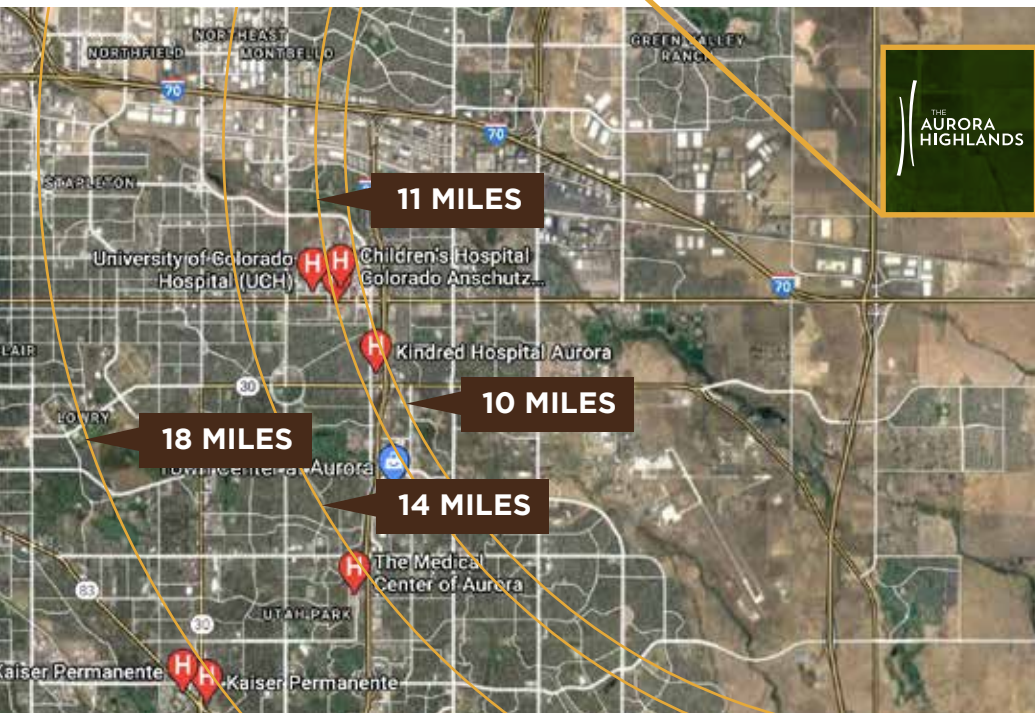 NORTHEAST
MONTBELLO
NORTHFIELD
GREEN VALLEY
RANCH
70
70
THE
AURORA
HIGHLANDS
STAPLETON
11 MILES
University of Colorado
Hospital (UCH)
H
H
Children's Hospital
Colorado Anschutz...
70
LAIR
H
Kindred Hospital Aurora
30
10 MILES
LOWRY
18 MILES
Town Center at Aurora
14 MILES
H
The Medical
Center of Aurora
83
UTAH PARK
30
Kaiser Permanente
H
H
Kaiser Permanente